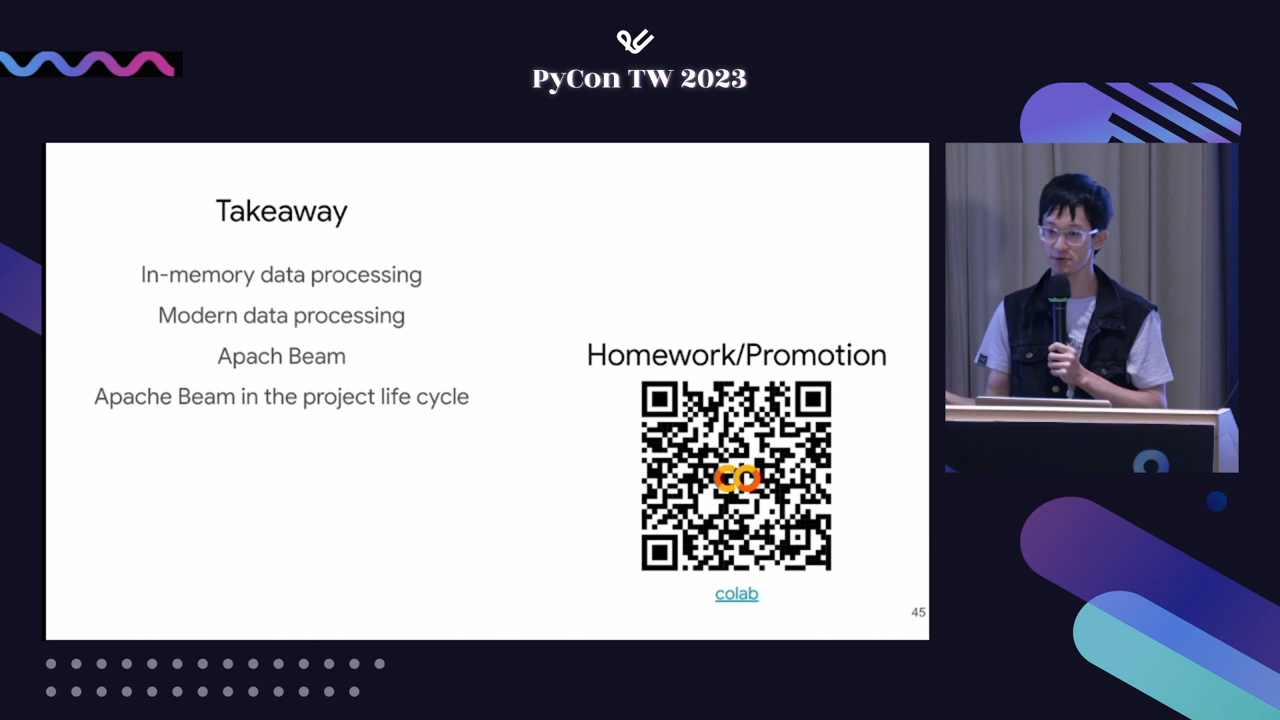 PyCon TW 2023
Takeaway
In-memory data processing
Modern data processing
Apach Beam
Apache Beam in the project life cycle
Homework/Promotion
colab
45